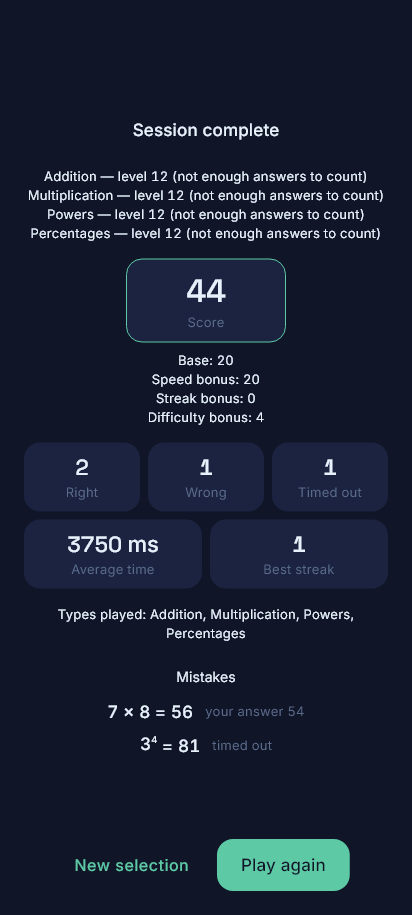 Session complete
Addition — level 12 (not enough answers to count)
Multiplication — level 12 (not enough answers to count)
Powers — level 12 (not enough answers to count)
Percentages — level 12 (not enough answers to count)
44
Score
Base: 20
Speed bonus: 20
Streak bonus: 0
Difficulty bonus: 4
2
Right
1
Wrong
1
Timed out
3750 ms
Average time
1
Best streak
Types played: Addition, Multiplication, Powers,
Percentages
Mistakes
7 × 8 = 56 your answer 54
3⁴ = 81 timed out
New selection Play again